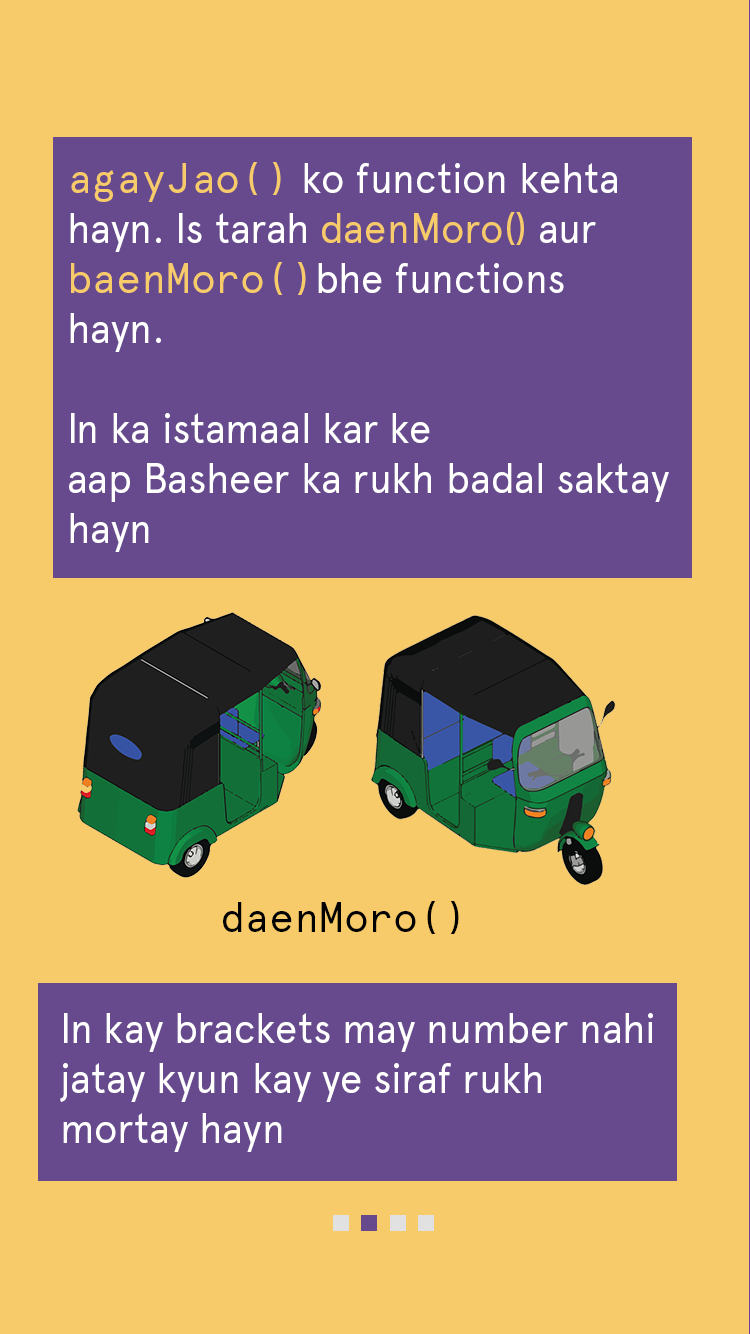 agayJao() ko function kehta
hayn. Is tarah daenMoro() aur
baenMoro() bhe functions
hayn.
In ka istamaal kar ke
aap Basheer ka rukh badal saktay
hayn
daenMoro()
In kay brackets may number nahi
jatay kyun kay ye siraf rukh
mortay hayn